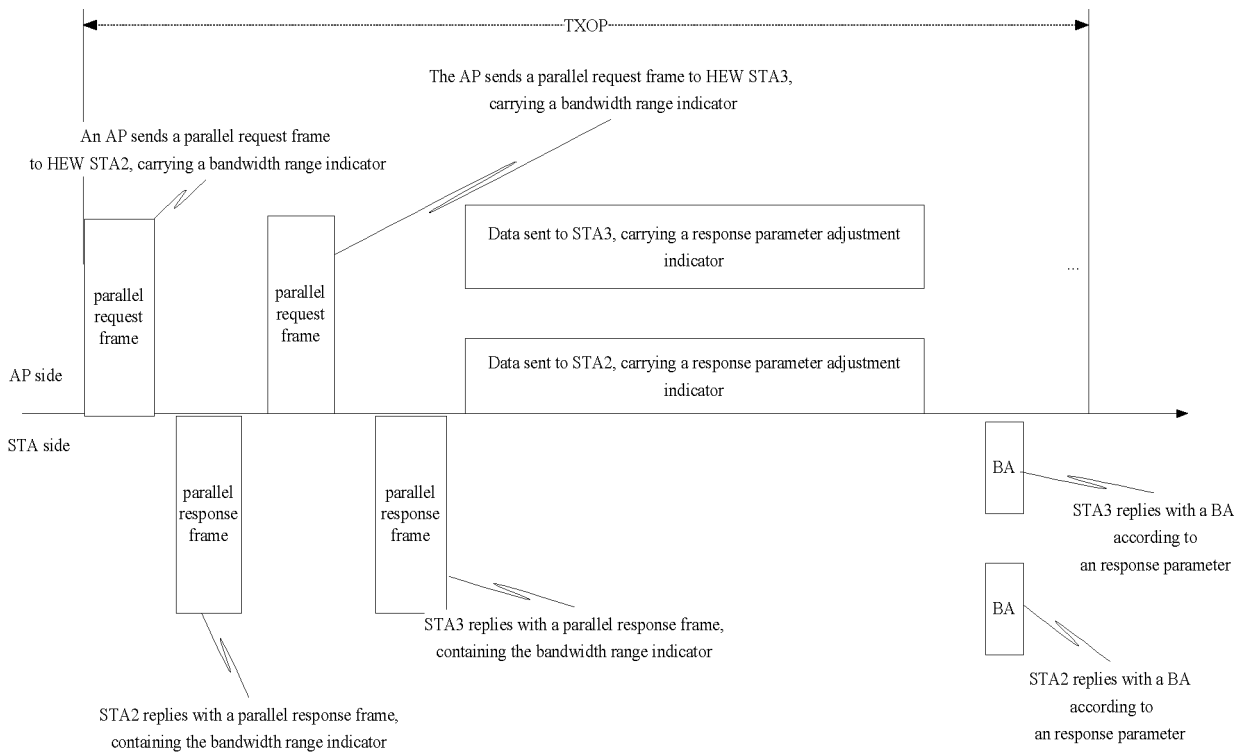 TXOP
The AP sends a parallel request frame to HEW STA3,
carrying a bandwidth range indicator
An AP sends a parallel request frame
to HEW STA2, carrying a bandwidth range indicator
parallel
request
frame
parallel
request
frame
Data sent to STA3, carrying a response parameter adjustment
indicator
...
Data sent to STA2, carrying a response parameter adjustment
indicator
AP side
STA side
parallel
response
frame
parallel
response
frame
BA
STA3 replies with a BA
according to
an response parameter
BA
STA2 replies with a BA
according to
an response parameter
STA3 replies with a parallel response frame,
containing the bandwidth range indicator
STA2 replies with a parallel response frame,
containing the bandwidth range indicator